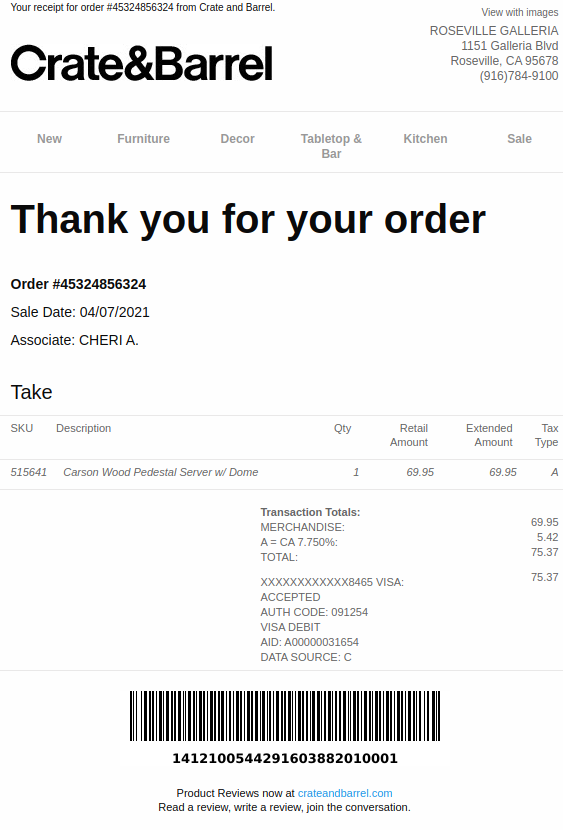 Your receipt for order #45324856324 from Crate and Barrel.
View with images
Crate&Barrel
ROSEVILLE GALLERIA
1151 Galleria Blvd
Roseville, CA 95678
(916)784-9100
New Furniture Decor Tabletop & Bar Kitchen Sale
Thank you for your order
Order #45324856324
Sale Date: 04/07/2021
Associate: CHERI A.
Take
SKU Description Qty Retail Amount Extended Amount Tax Type
515641 Carson Wood Pedestal Server w/ Dome 1 69.95 69.95 A
Transaction Totals:
MERCHANDISE: 69.95
A = CA 7.750%: 5.42
TOTAL: 75.37
XXXXXXXXXXXX8465 VISA: 75.37
ACCEPTED
AUTH CODE: 091254
VISA DEBIT
AID: A00000031654
DATA SOURCE: C
1412100544291603882010001
Product Reviews now at crateandbarrel.com
Read a review, write a review, join the conversation.